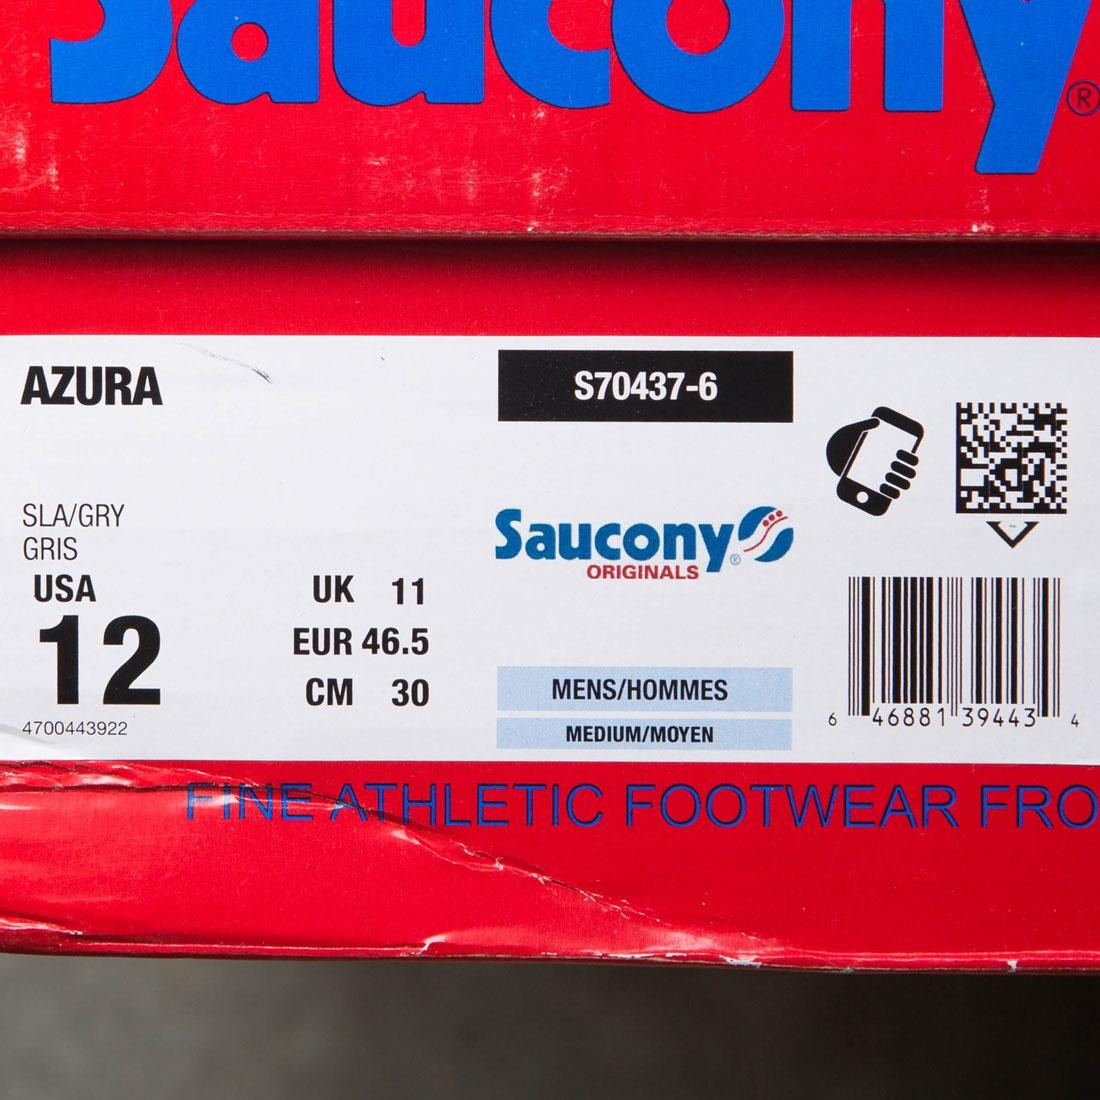 Saucony®
AZURA
S70437-6
SLA/GRY
GRIS
USA
12
UK 11
EUR 46.5
CM 30
4700443922
Saucony®
ORIGINALS
MENS/HOMMES
MEDIUM/MOYEN
6 46881 39443 4
FINE ATHLETIC FOOTWEAR FRO